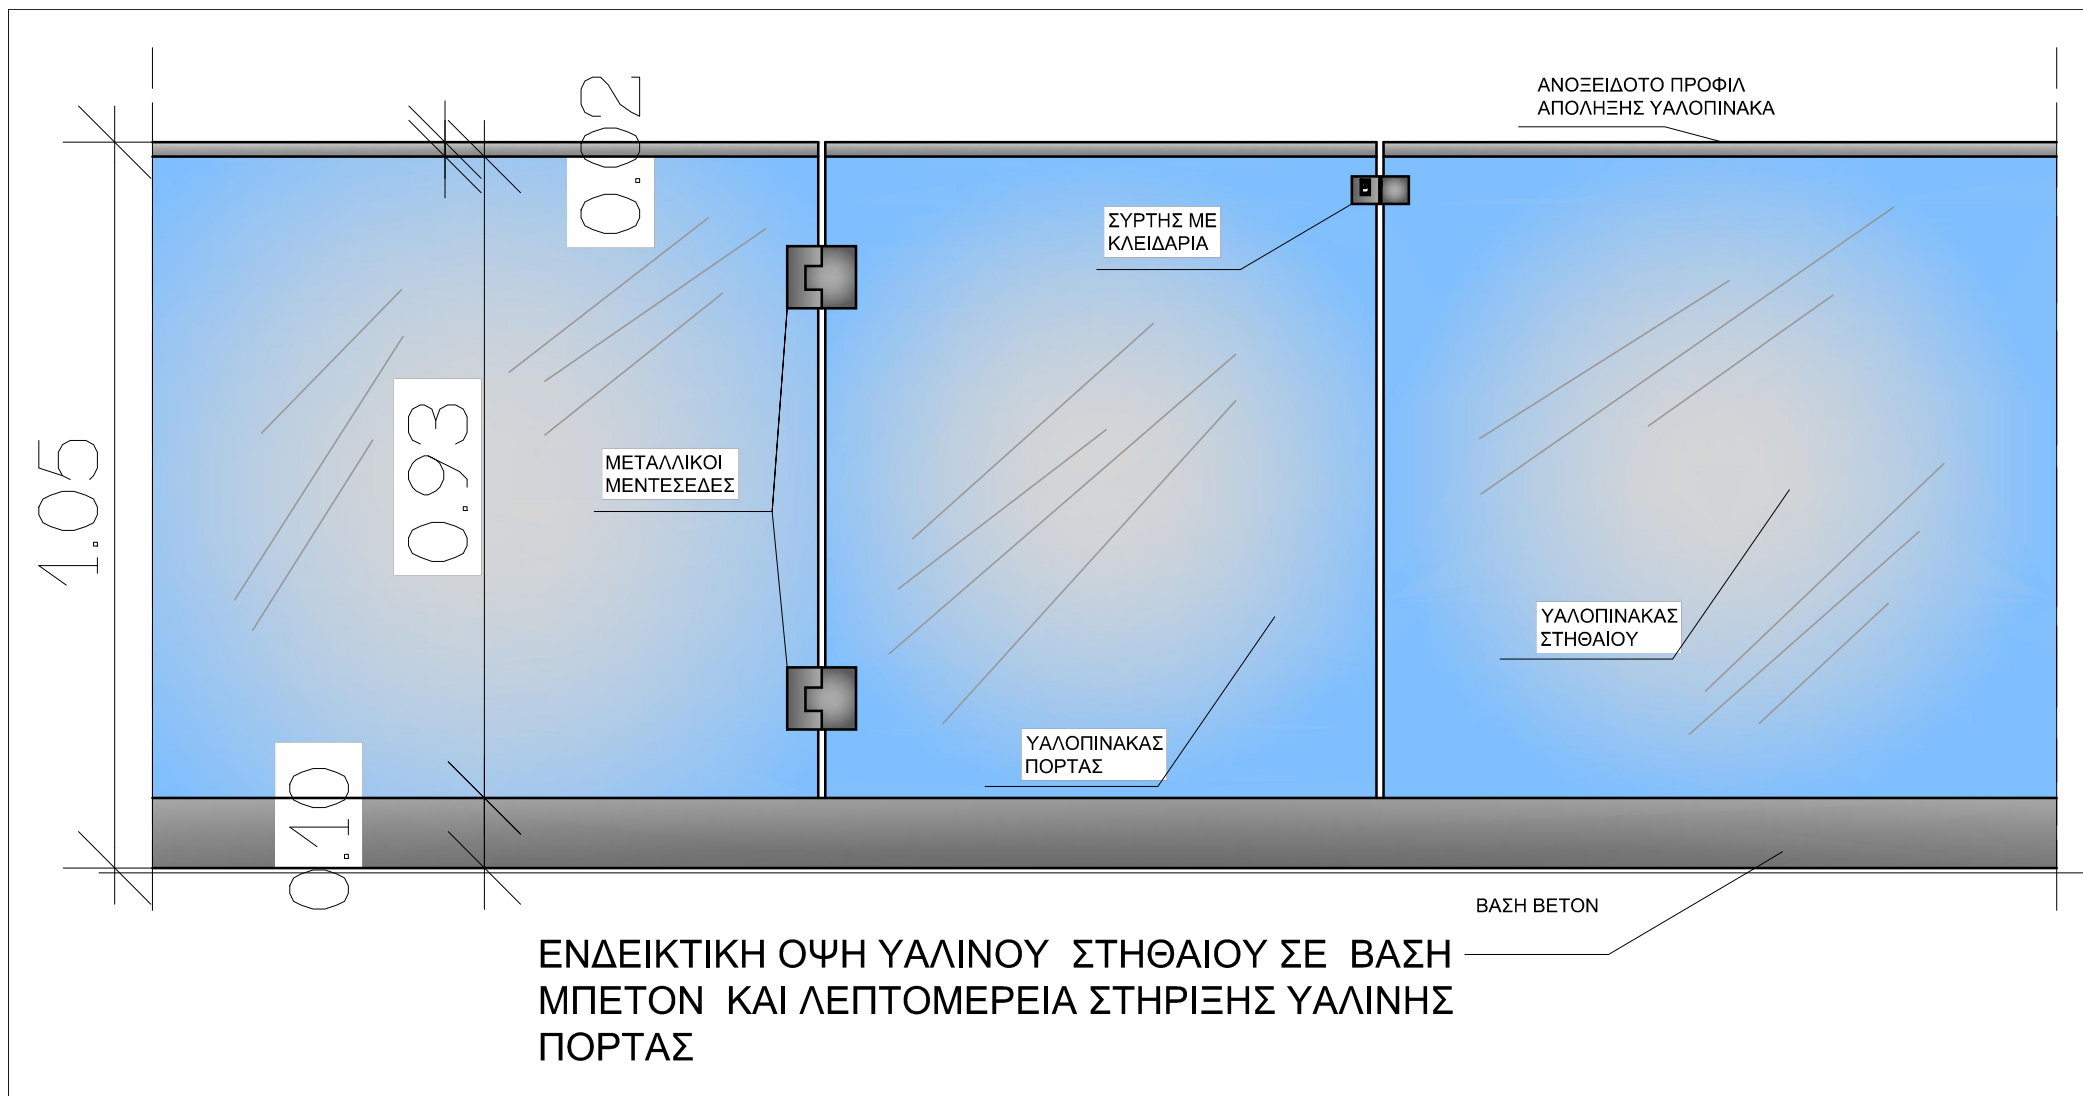 0.02
ΑΝΟΞΕΙΔΟΤΟ ΠΡΟΦΙΛ
ΑΠΟΛΗΞΗΣ ΥΑΛΟΠΙΝΑΚΑ
ΣΥΡΤΗΣ ΜΕ
ΚΛΕΙΔΑΡΙΑ
1.05
0.93
ΜΕΤΑΛΛΙΚΟΙ
ΜΕΝΤΕΣΕΔΕΣ
ΥΑΛΟΠΙΝΑΚΑΣ
ΣΤΗΘΑΙΟΥ
ΥΑΛΟΠΙΝΑΚΑΣ
ΠΟΡΤΑΣ
0.10
ΒΑΣΗ ΒΕΤΟΝ
ΕΝΔΕΙΚΤΙΚΗ ΟΨΗ ΥΑΛΙΝΟΥ ΣΤΗΘΑΙΟΥ ΣΕ ΒΑΣΗ
ΜΠΕΤΟΝ ΚΑΙ ΛΕΠΤΟΜΕΡΕΙΑ ΣΤΗΡΙΞΗΣ ΥΑΛΙΝΗΣ
ΠΟΡΤΑΣ